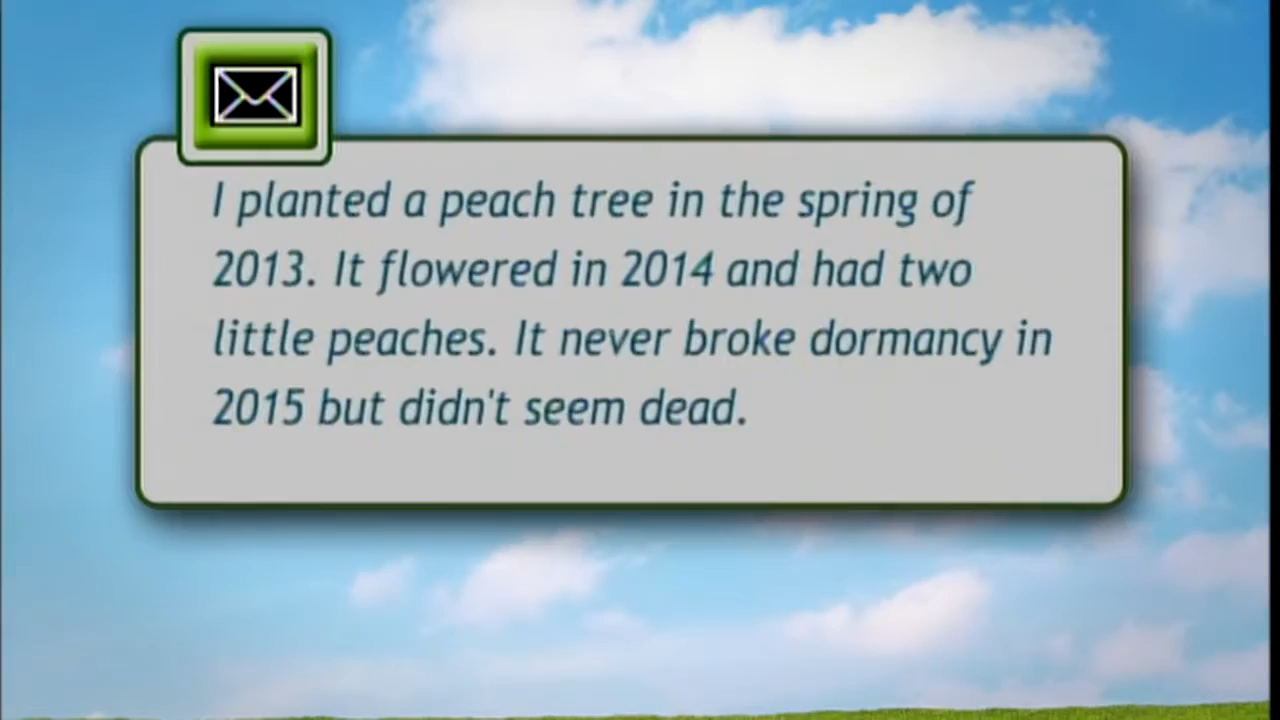 I planted a peach tree in the spring of
2013. It flowered in 2014 and had two
little peaches. It never broke dormancy in
2015 but didn't seem dead.